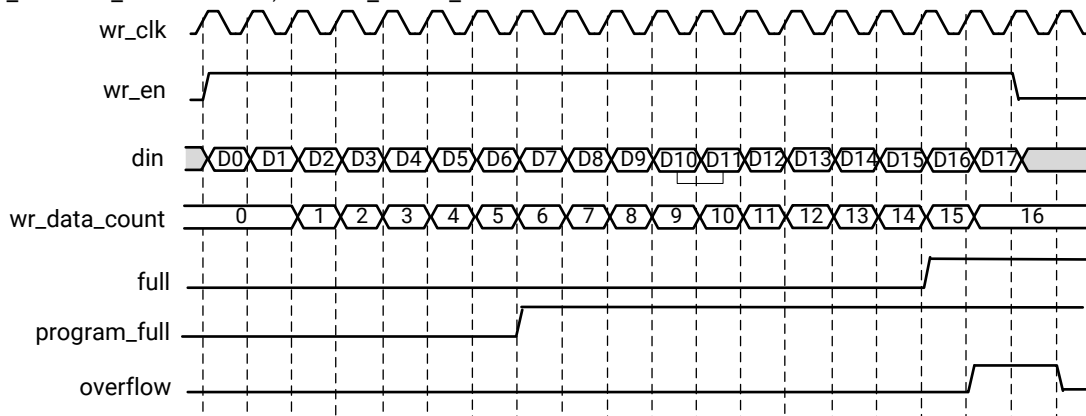 wr_clk
wr_en
din D0 D1 D2 D3 D4 D5 D6 D7 D8 D9 D10 D11 D12 D13 D14 D15 D16 D17
wr_data_count 0 1 2 3 4 5 6 7 8 9 10 11 12 13 14 15 16
full
program_full
overflow